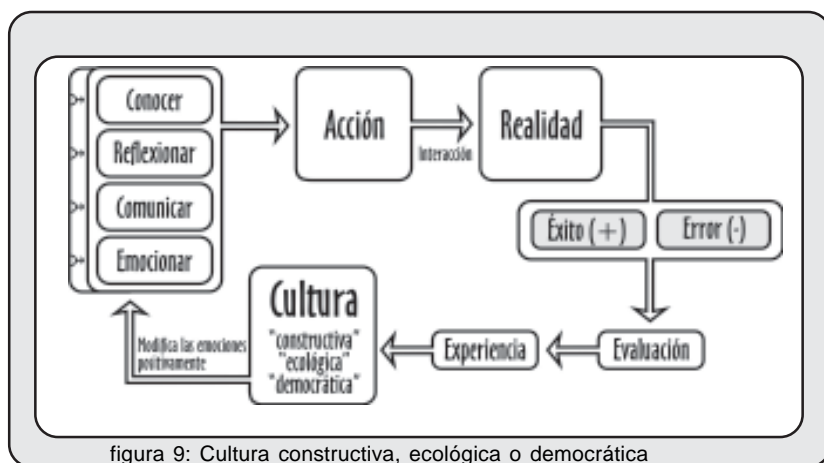 Conocer
Reflexionar
Comunicar
Emocionar
Acción
Interacción
Realidad
Éxito (+)
Error (-)
Evaluación
Experiencia
Cultura
"constructiva"
"ecológica"
"democrática"
Modifica las emociones
positivamente
figura 9: Cultura constructiva, ecológica o democrática